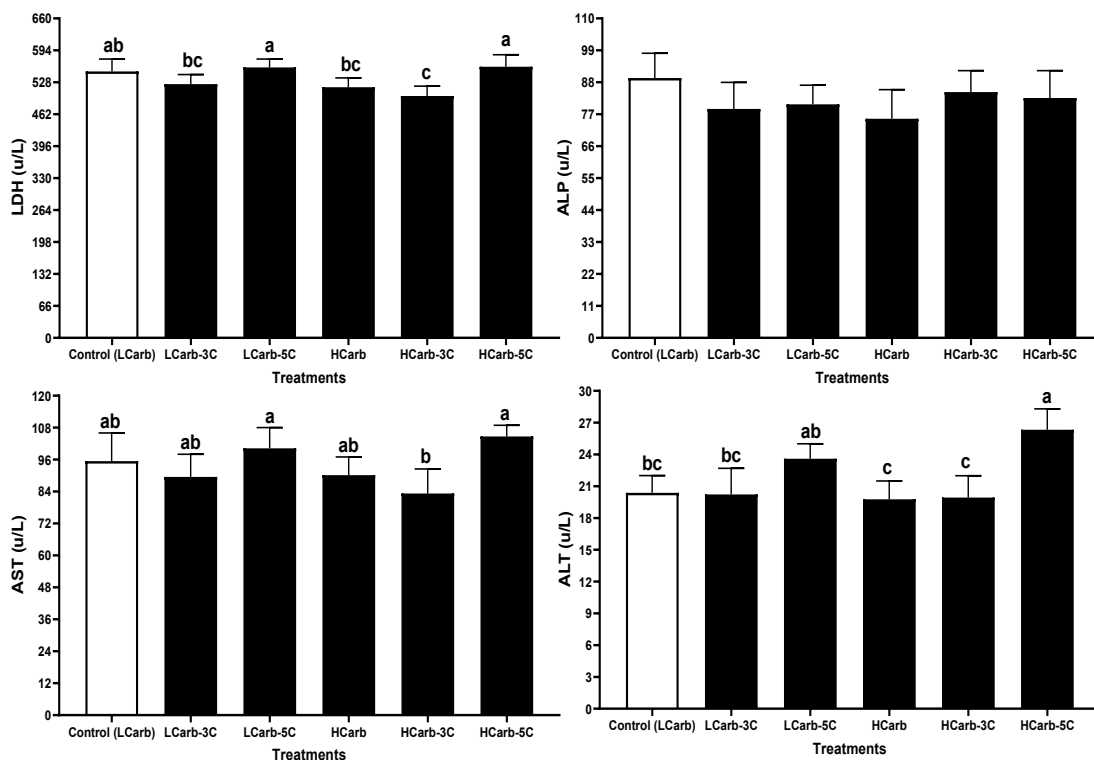 LDH (u/L)
660
594
528
462
396
330
264
198
132
66
0
ab
bc
a
bc
c
a
Control (LCarb) LCarb-3C LCarb-5C HCarb HCarb-3C HCarb-5C
Treatments
ALP (u/L)
110
99
88
77
66
55
44
33
22
11
0
Control (LCarb) LCarb-3C LCarb-5C HCarb HCarb-3C HCarb-5C
Treatments
AST (u/L)
120
108
96
84
72
60
48
36
24
12
0
ab
ab
a
ab
b
a
Control (LCarb) LCarb-3C LCarb-5C HCarb HCarb-3C HCarb-5C
Treatments
ALT (u/L)
30
27
24
21
18
15
12
9
6
3
0
bc
bc
ab
c
c
a
Control (LCarb) LCarb-3C LCarb-5C HCarb HCarb-3C HCarb-5C
Treatments